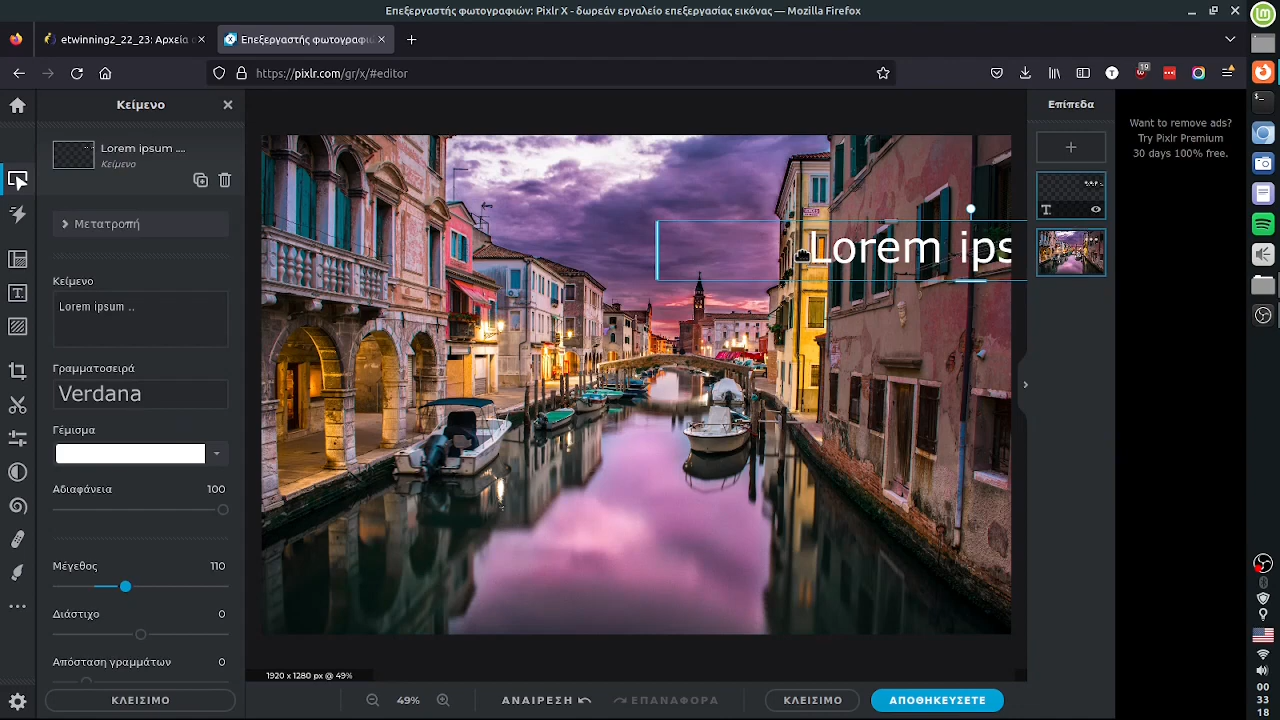 Επεξεργαστής φωτογραφιών: Pixlr X - δωρεάν εργαλείο επεξεργασίας εικόνας — Mozilla Firefox
etwinning2_22_23: Αρχεία
Επεξεργαστής φωτογραφι
https://pixlr.com/gr/x/#editor
19
Κείμενο
Επίπεδα
Want to remove ads?
Try Pixlr Premium
30 days 100% free.
Lorem ipsum ....
Κείμενο
Μετατροπή
Lorem ips
Κείμενο
Lorem ipsum ..
Γραμματοσειρά
Verdana
Γέμισμα
Αδιαφάνεια 100
Μέγεθος 110
Διάστιχο 0
Απόσταση γραμμάτων 0
1920 x 1280 px @ 49%
ΚΛΕΙΣΙΜΟ
49%
ΑΝΑΙΡΕΣΗ
ΕΠΑΝΑΦΟΡΑ
ΚΛΕΙΣΙΜΟ
ΑΠΟΘΗΚΕΥΣΕΤΕ
00
33
18